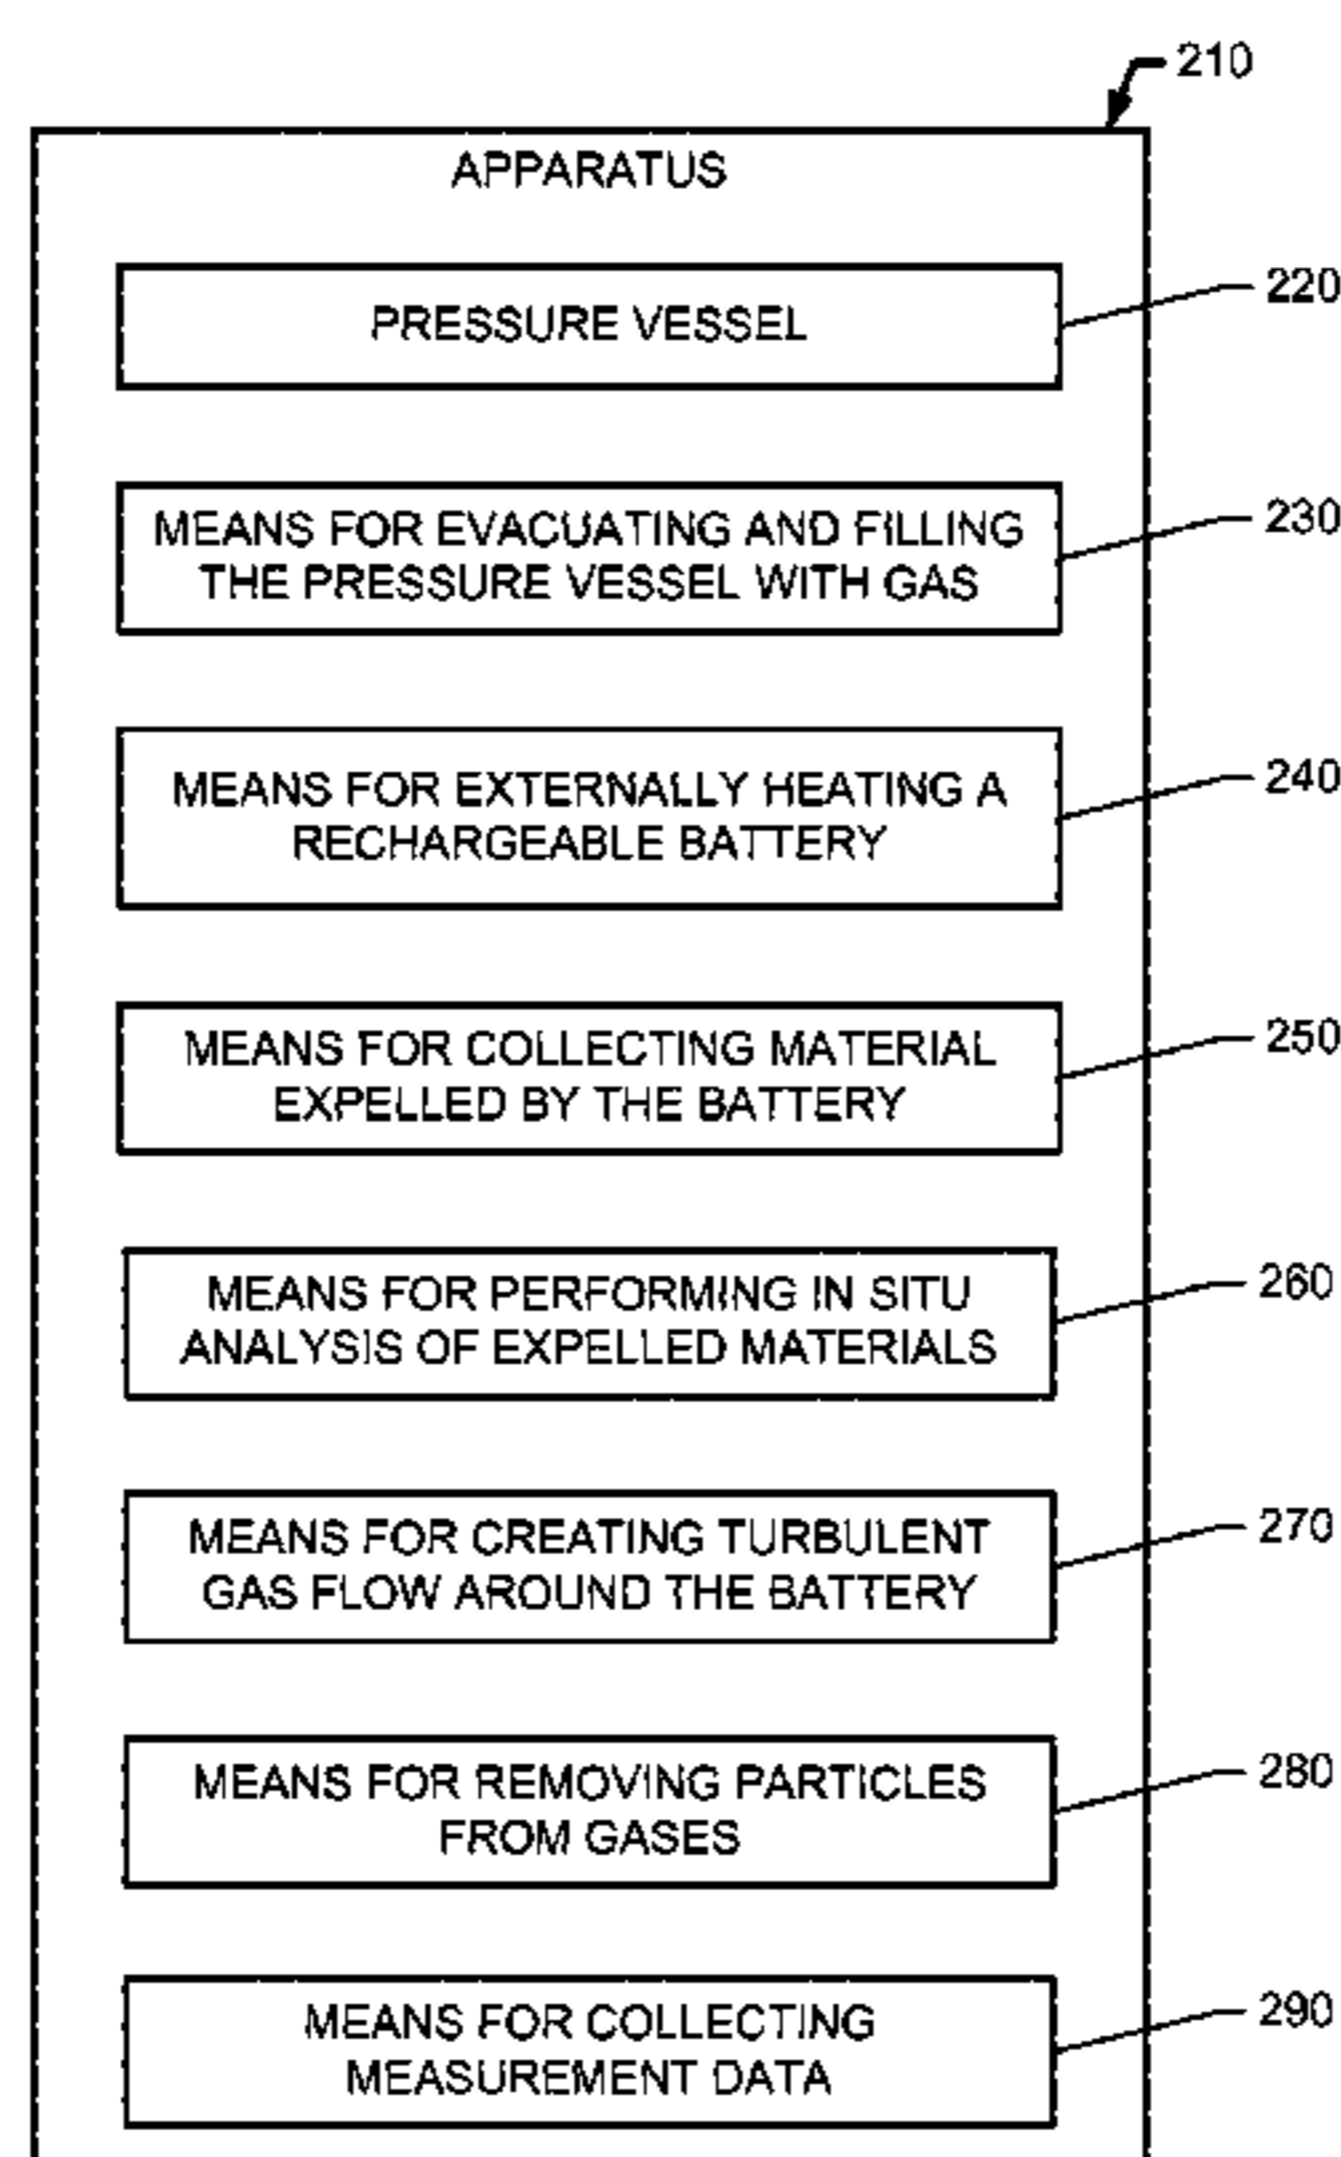 210
APPARATUS
PRESSURE VESSEL
220
MEANS FOR EVACUATING AND FILLING
THE PRESSURE VESSEL WITH GAS
230
MEANS FOR EXTERNALLY HEATING A
RECHARGEABLE BATTERY
240
MEANS FOR COLLECTING MATERIAL
EXPELLED BY THE BATTERY
250
MEANS FOR PERFORMING IN SITU
ANALYSIS OF EXPELLED MATERIALS
260
MEANS FOR CREATING TURBULENT
GAS FLOW AROUND THE BATTERY
270
MEANS FOR REMOVING PARTICLES
FROM GASES
280
MEANS FOR COLLECTING
MEASUREMENT DATA
290